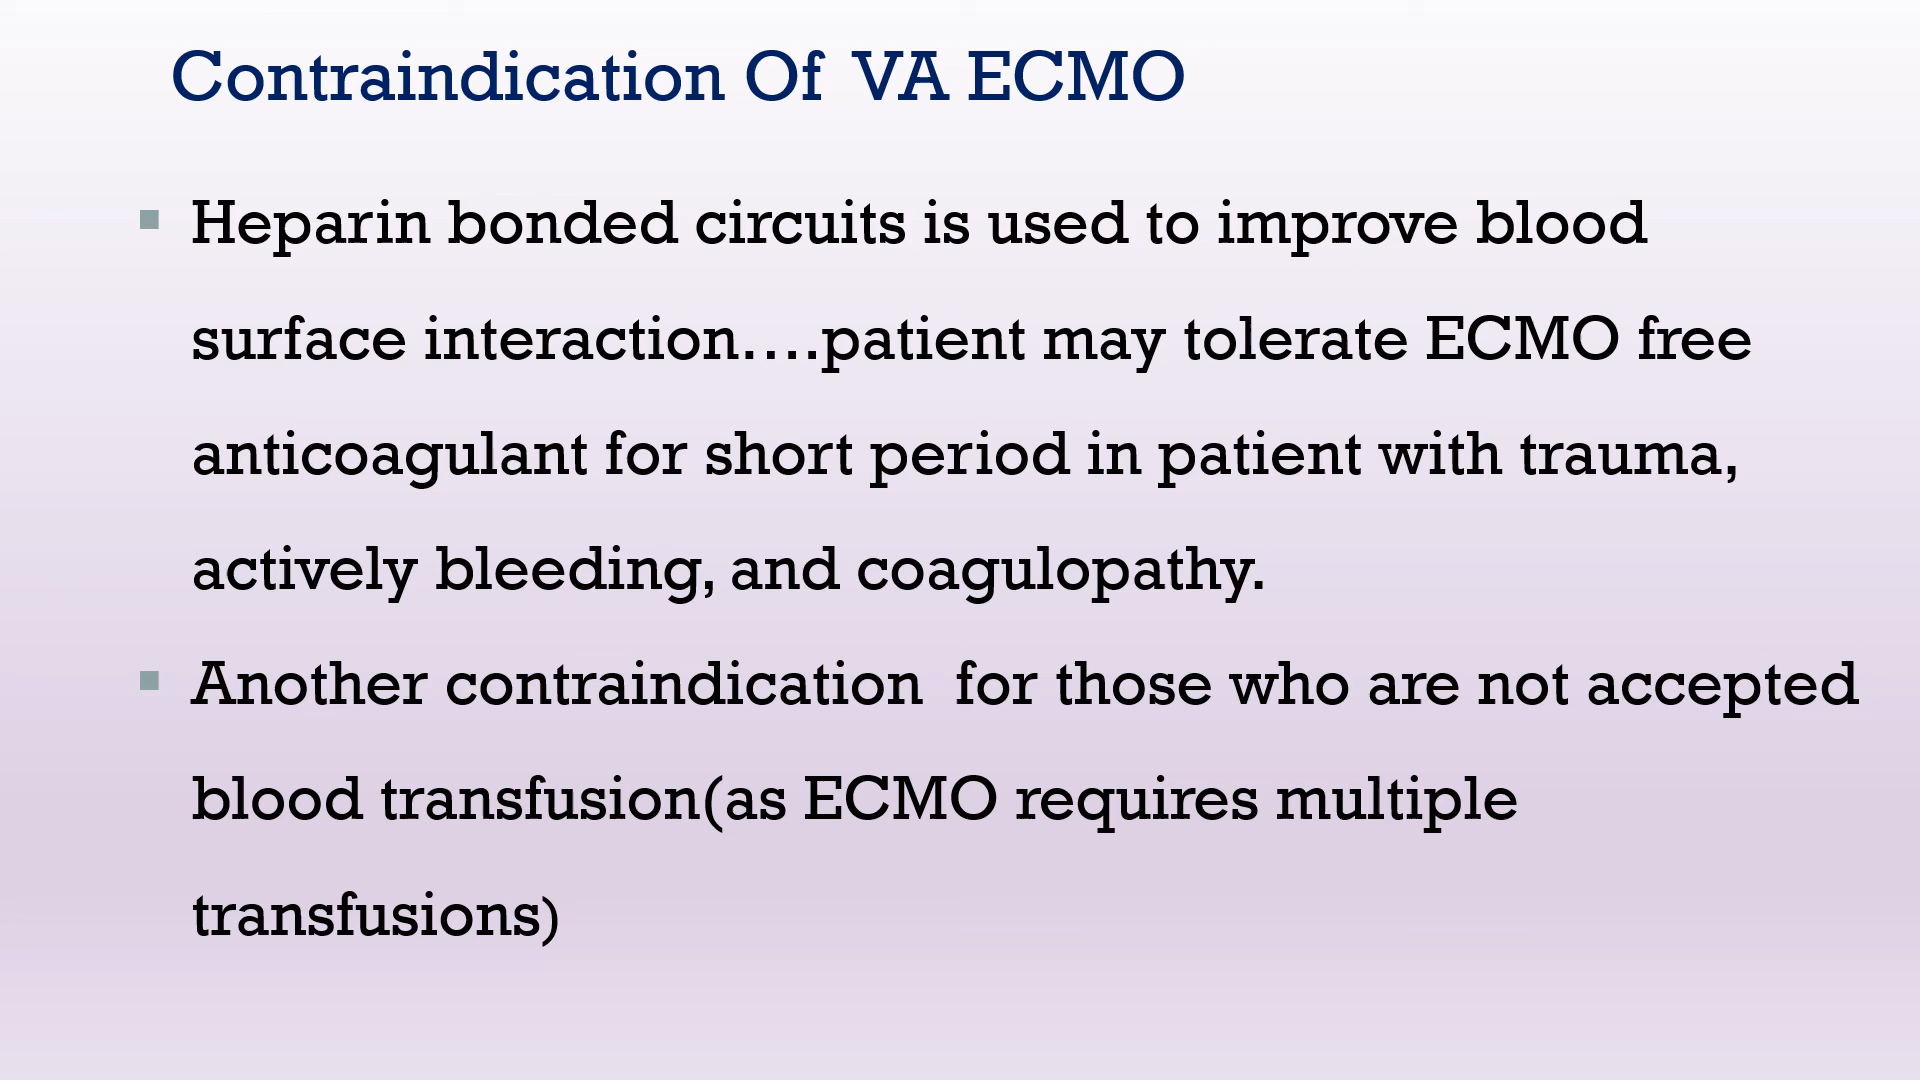 Contraindication Of  VA ECMO
▪ Heparin bonded circuits is used to improve blood
surface interaction….patient may tolerate ECMO free
anticoagulant for short period in patient with trauma,
actively bleeding, and coagulopathy.
▪ Another contraindication  for those who are not accepted
blood transfusion(as ECMO requires multiple
transfusions)